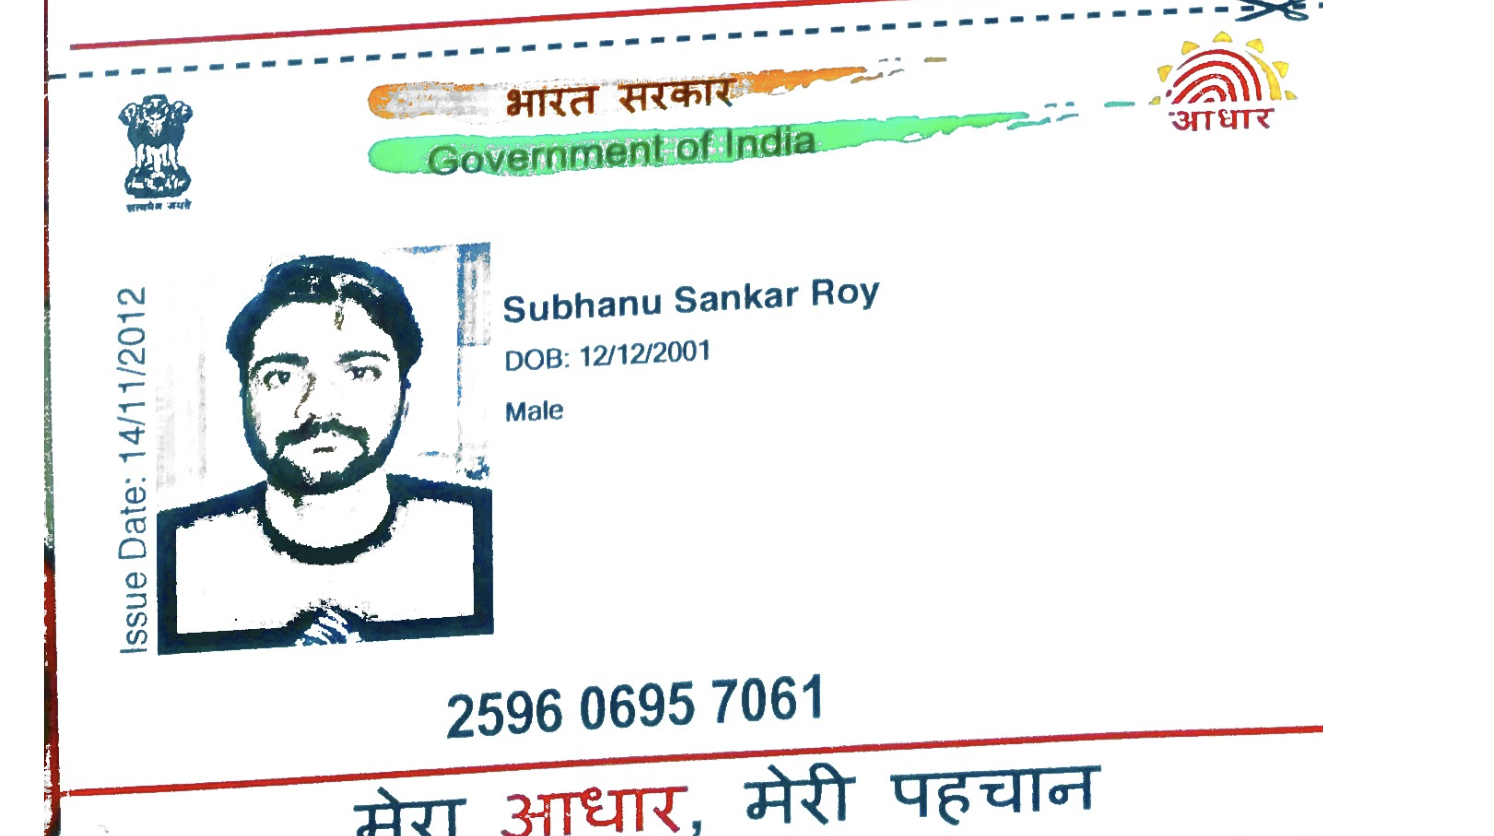 भारत सरकार
Government of India
आधार
सत्यमेव जयते
Issue Date: 14/11/2012
Subhanu Sankar Roy
DOB: 12/12/2001
Male
2596 0695 7061
मेरा आधार, मेरी पहचान